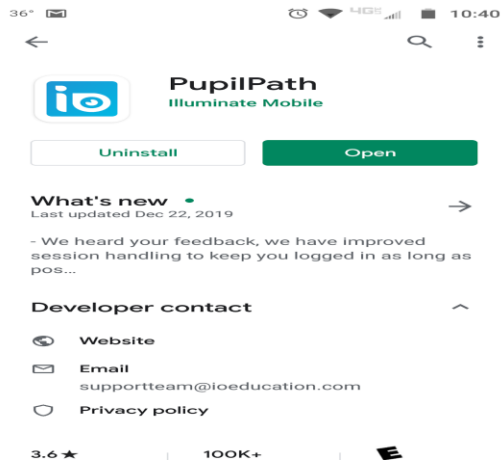 36°
4GE
10:40
io
PupilPath
Illuminate Mobile
Uninstall
Open
What's new
Last updated Dec 22, 2019
- We heard your feedback, we have improved
session handling to keep you logged in as long as
pos...
Developer contact
Website
Email
supportteam@ioeducation.com
Privacy policy
3.6★
100K+
E